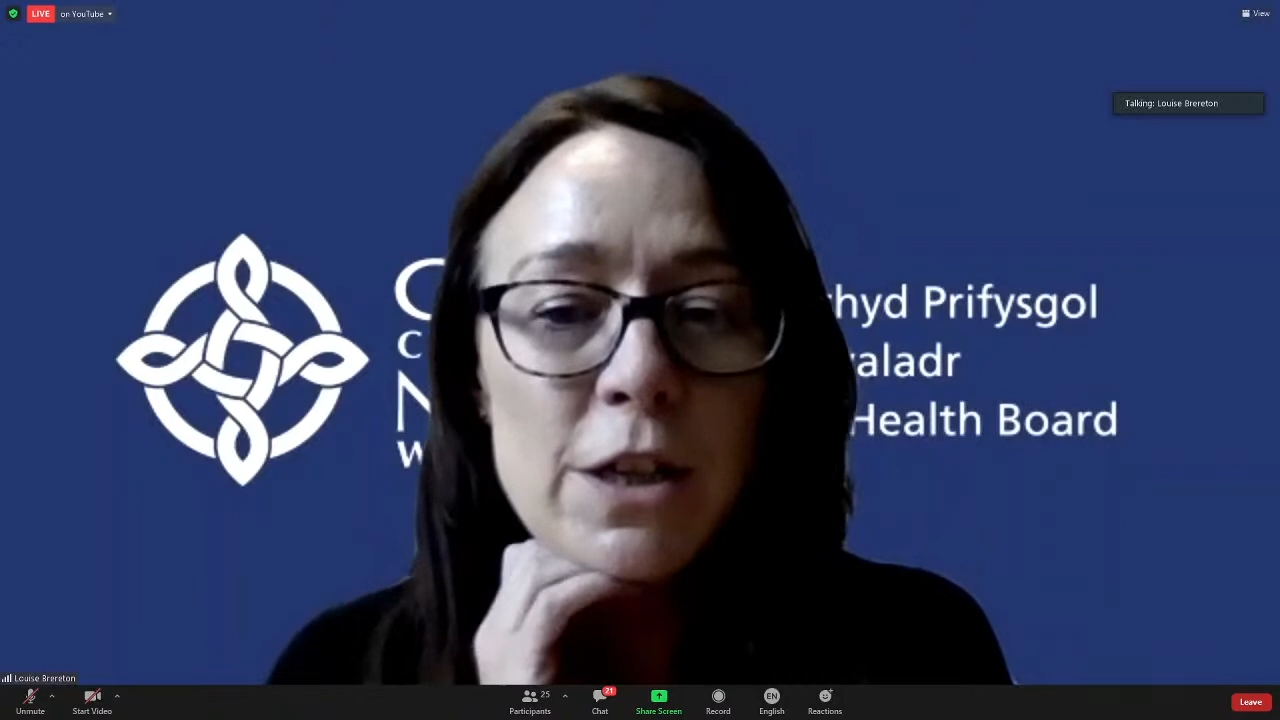 LIVE
on YouTube
View
Talking: Louise Brereton
hyd Prifysgol
aladr
Health Board
Louise Brereton
Unmute
Start Video
25
Participants
21
Chat
Share Screen
Record
EN
English
Reactions
Leave